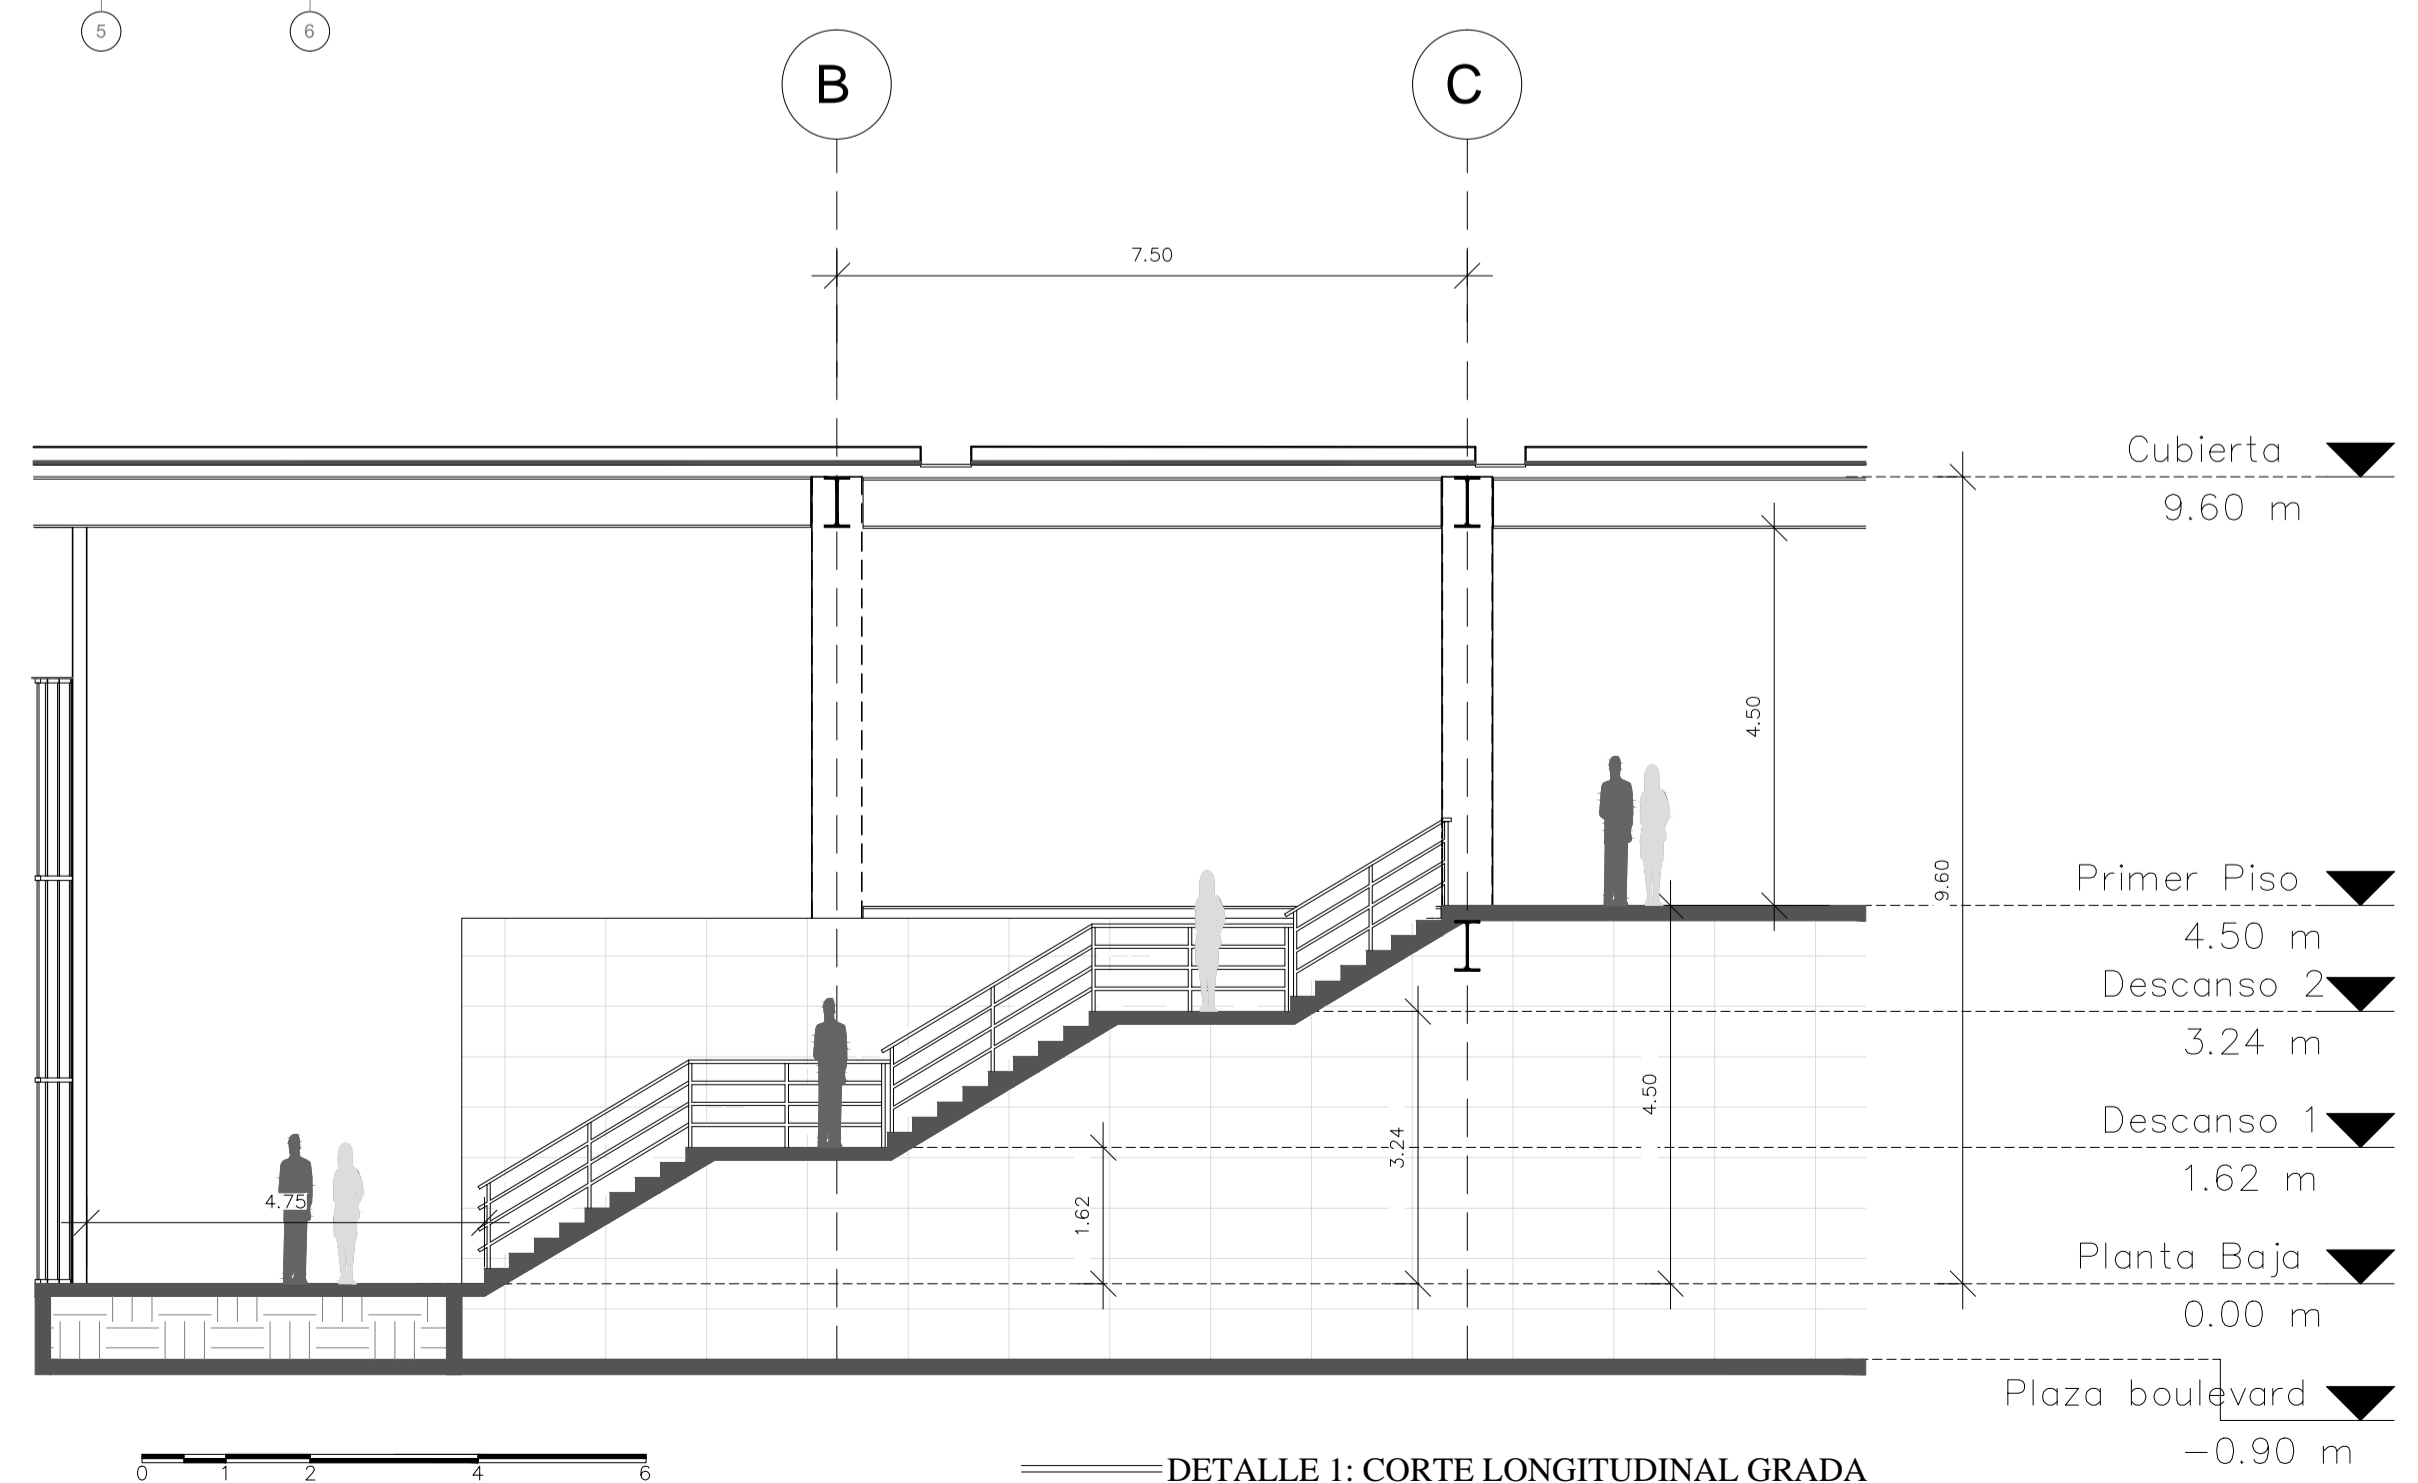 5 6
B C
7.50
Cubierta
9.60 m
4.50
9.60
Primer Piso
4.50 m
Descanso 2
3.24 m
4.50
3.24
Descanso 1
1.62 m
4.75
1.62
Planta Baja
0.00 m
Plaza boulevard
-0.90 m
0 1 2 4 6
DETALLE 1: CORTE LONGITUDINAL GRADA